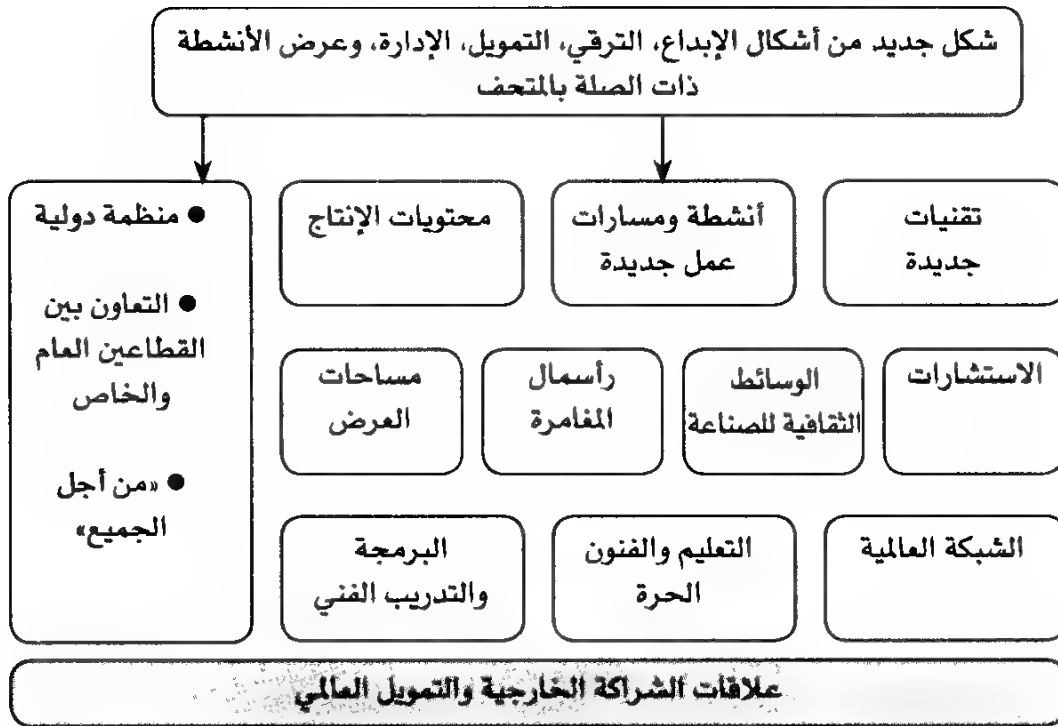 شكل جديد من أشكال الإبداع، الترقي، التمويل، الإدارة، وعرض الأنشطة
ذات الصلة بالمتحف
تقنيات
جديدة
أنشطة ومسارات
عمل جديدة
محتويات الإنتاج
● منظمة دولية
● التعاون بين
القطاعين العام
والخاص
● «من أجل
الجميع»
الاستشارات
الوسائط
الثقافية للصناعة
رأسمال
المغامرة
مساحات
العرض
الشبكة العالمية
التعليم والفنون
الحرة
البرمجة
والتدريب الفني
علاقات الشراكة الخارجية والتمويل العالمي